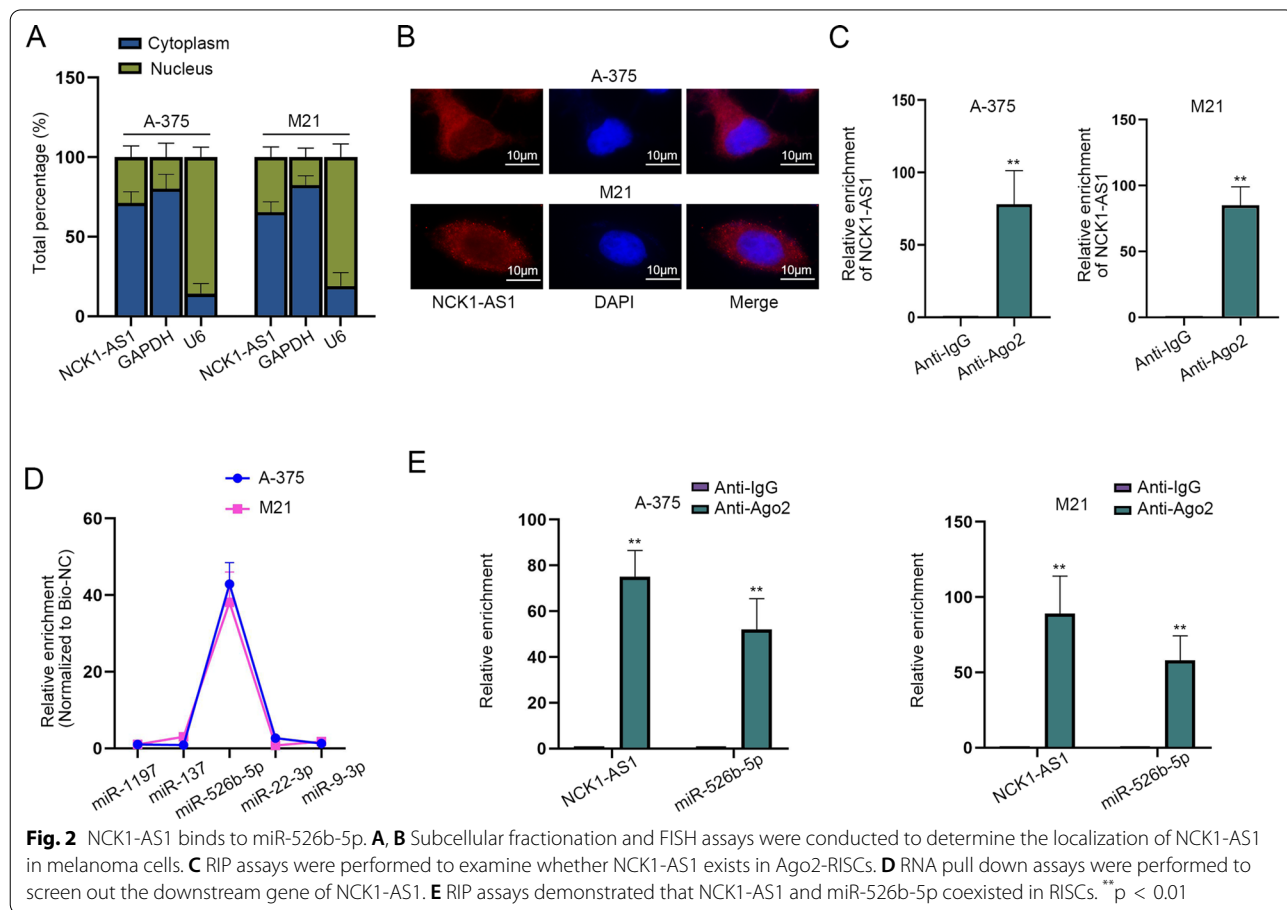 A
Cytoplasm
Nucleus
Total percentage (%)
150
100
50
0
A-375
M21
NCK1-AS1
GAPDH
U6
NCK1-AS1
GAPDH
U6
B
A-375
10μm
10μm
10μm
M21
10μm
10μm
10μm
NCK1-AS1
DAPI
Merge
C
A-375
Relative enrichment
of NCK1-AS1
150
100
50
0
**
Anti-IgG
Anti-Ago2
M21
Relative enrichment
of NCK1-AS1
150
100
50
0
**
Anti-IgG
Anti-Ago2
D
A-375
M21
Relative enrichment
(Normalized to Bio-NC)
60
40
20
0
miR-1197
miR-137
miR-526b-5p
miR-22-3p
miR-9-3p
E
Anti-IgG
Anti-Ago2
A-375
Relative enrichment
100
80
60
40
20
0
**
**
NCK1-AS1
miR-526b-5p
Anti-IgG
Anti-Ago2
M21
Relative enrichment
150
100
50
0
**
**
NCK1-AS1
miR-526b-5p
Fig. 2 NCK1-AS1 binds to miR-526b-5p. A, B Subcellular fractionation and FISH assays were conducted to determine the localization of NCK1-AS1
in melanoma cells. C RIP assays were performed to examine whether NCK1-AS1 exists in Ago2-RISCs. D RNA pull down assays were performed to
screen out the downstream gene of NCK1-AS1. E RIP assays demonstrated that NCK1-AS1 and miR-526b-5p coexisted in RISCs. **p < 0.01